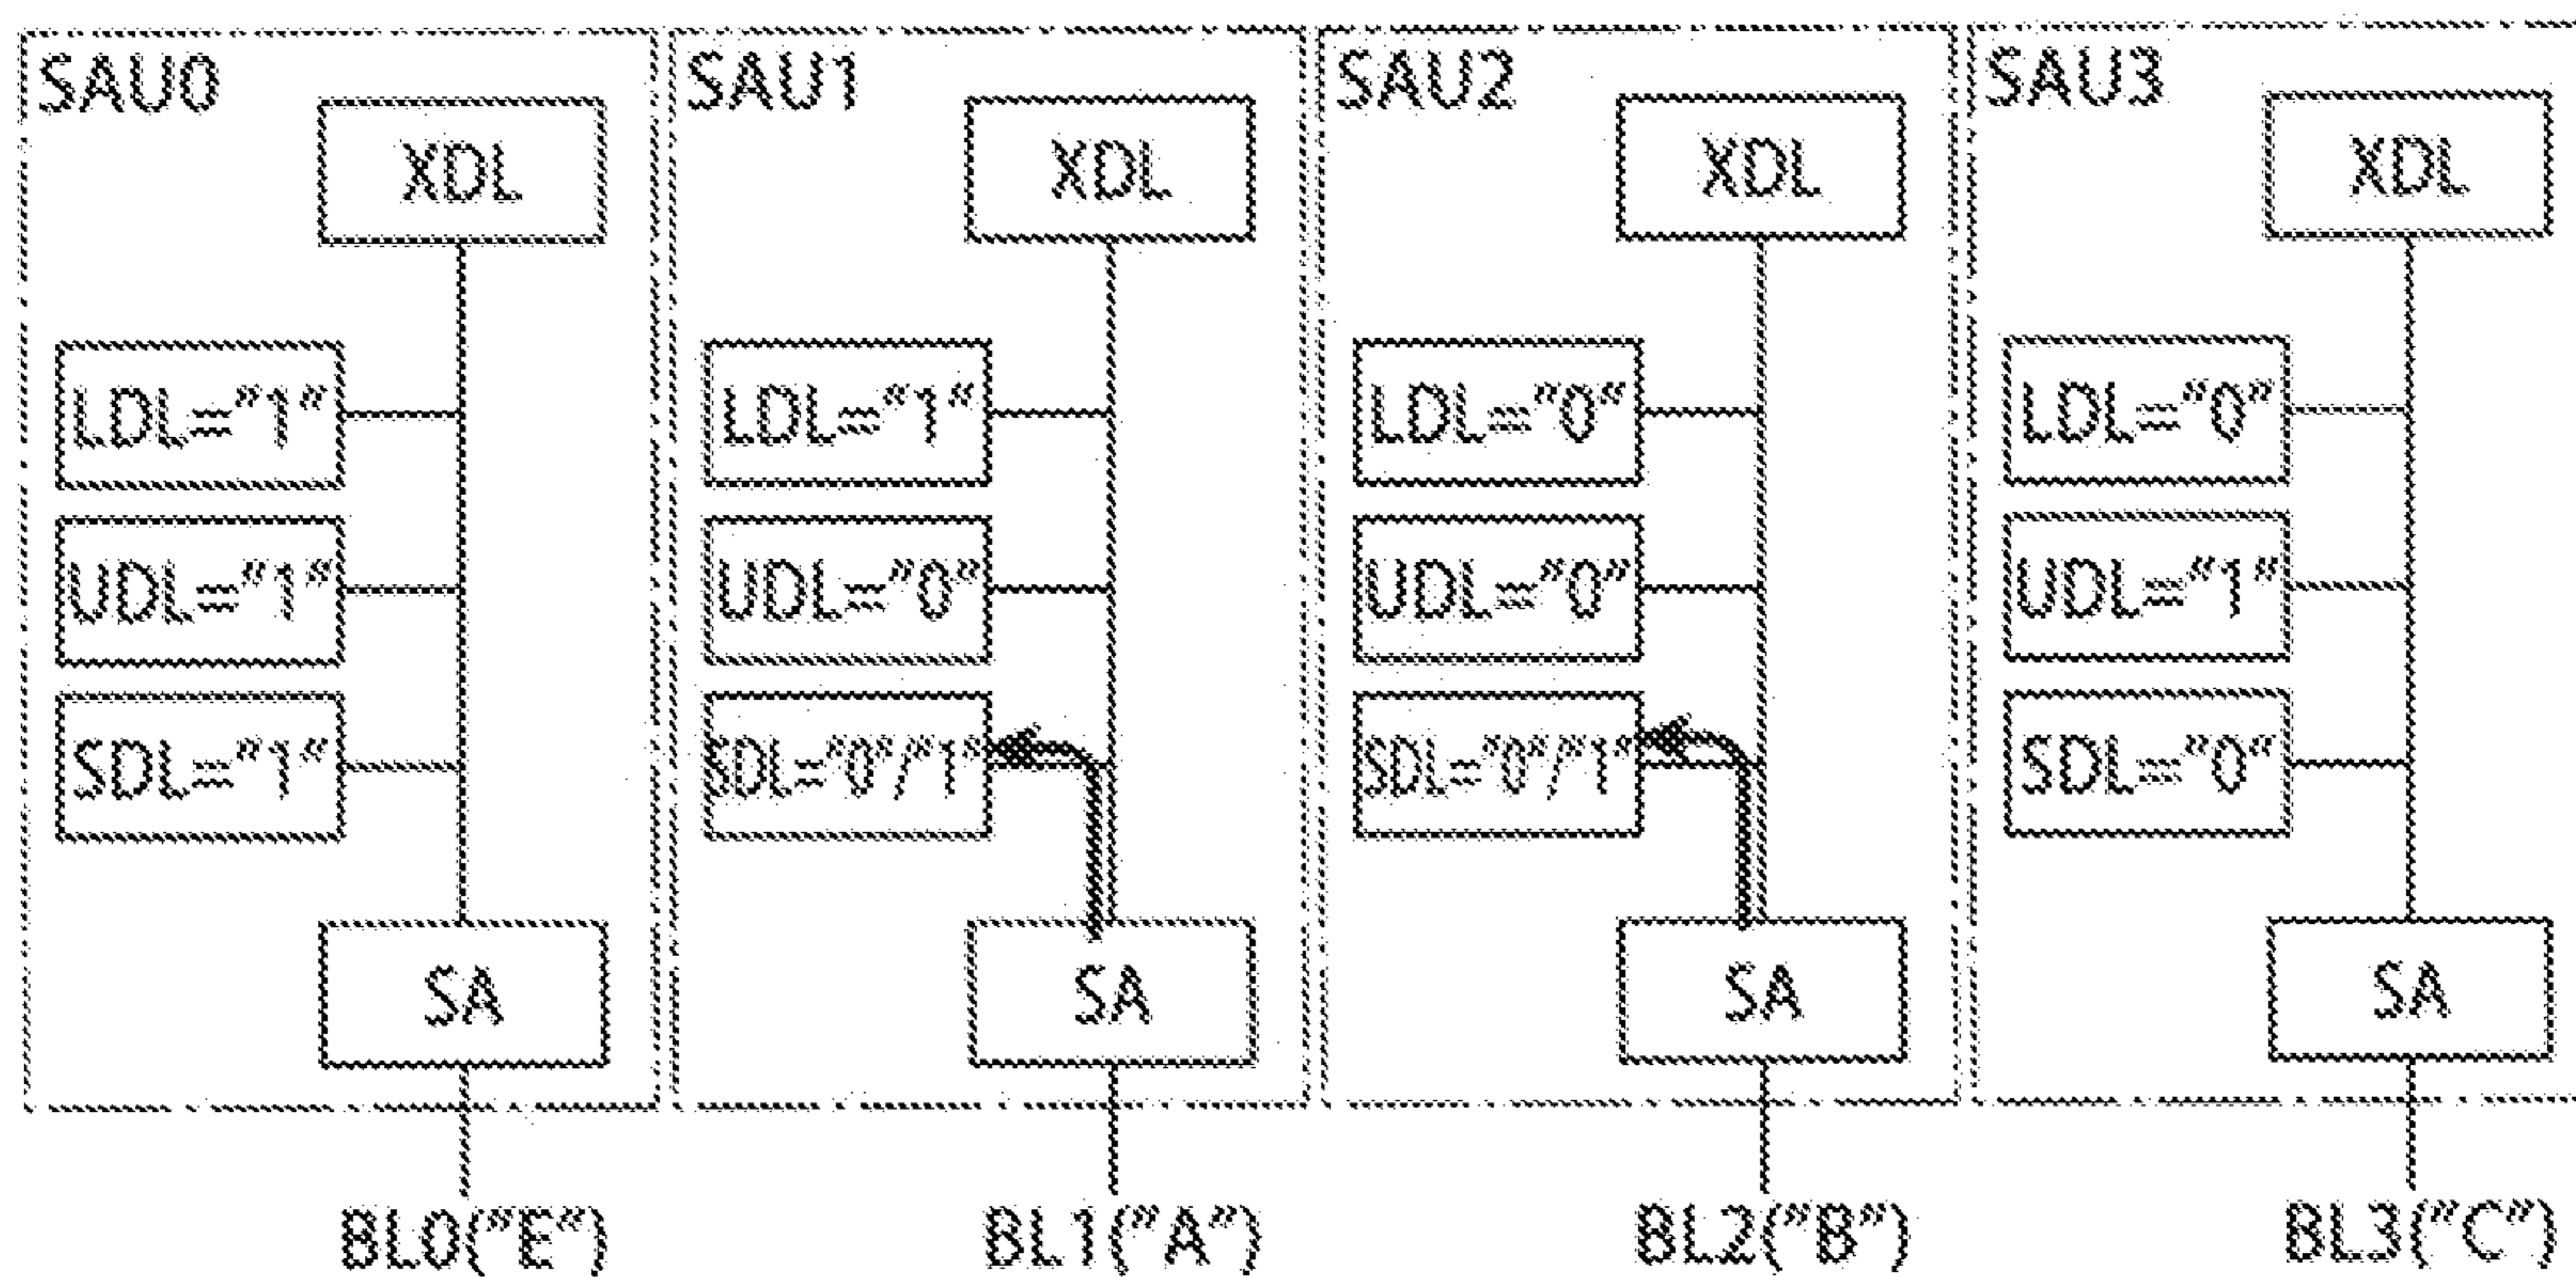 SAU0 SAU1 SAU2 SAU3
XDL XDL XDL XDL
LDL="1" LDL="1" LDL="0" LDL="0"
UDL="1" UDL="0" UDL="0" UDL="1"
SDL="1" SDL="0"/"1" SDL="0"/"1" SDL="0"
SA SA SA SA
BL0("E") BL1("A") BL2("B") BL3("C")